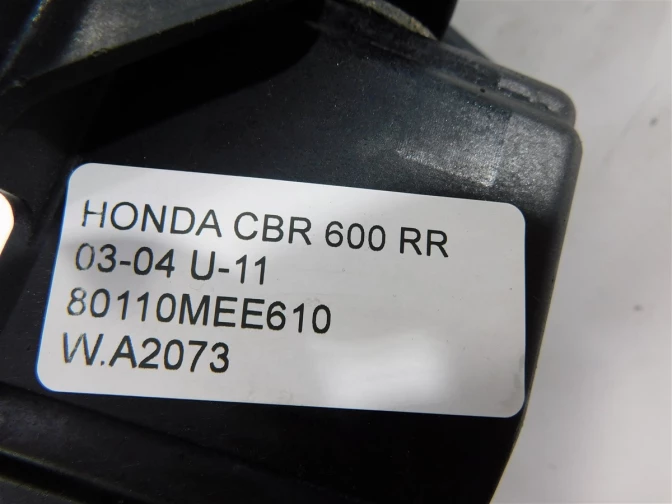 HONDA CBR 600 RR
03-04 U-11
80110MEE610
W.A2073